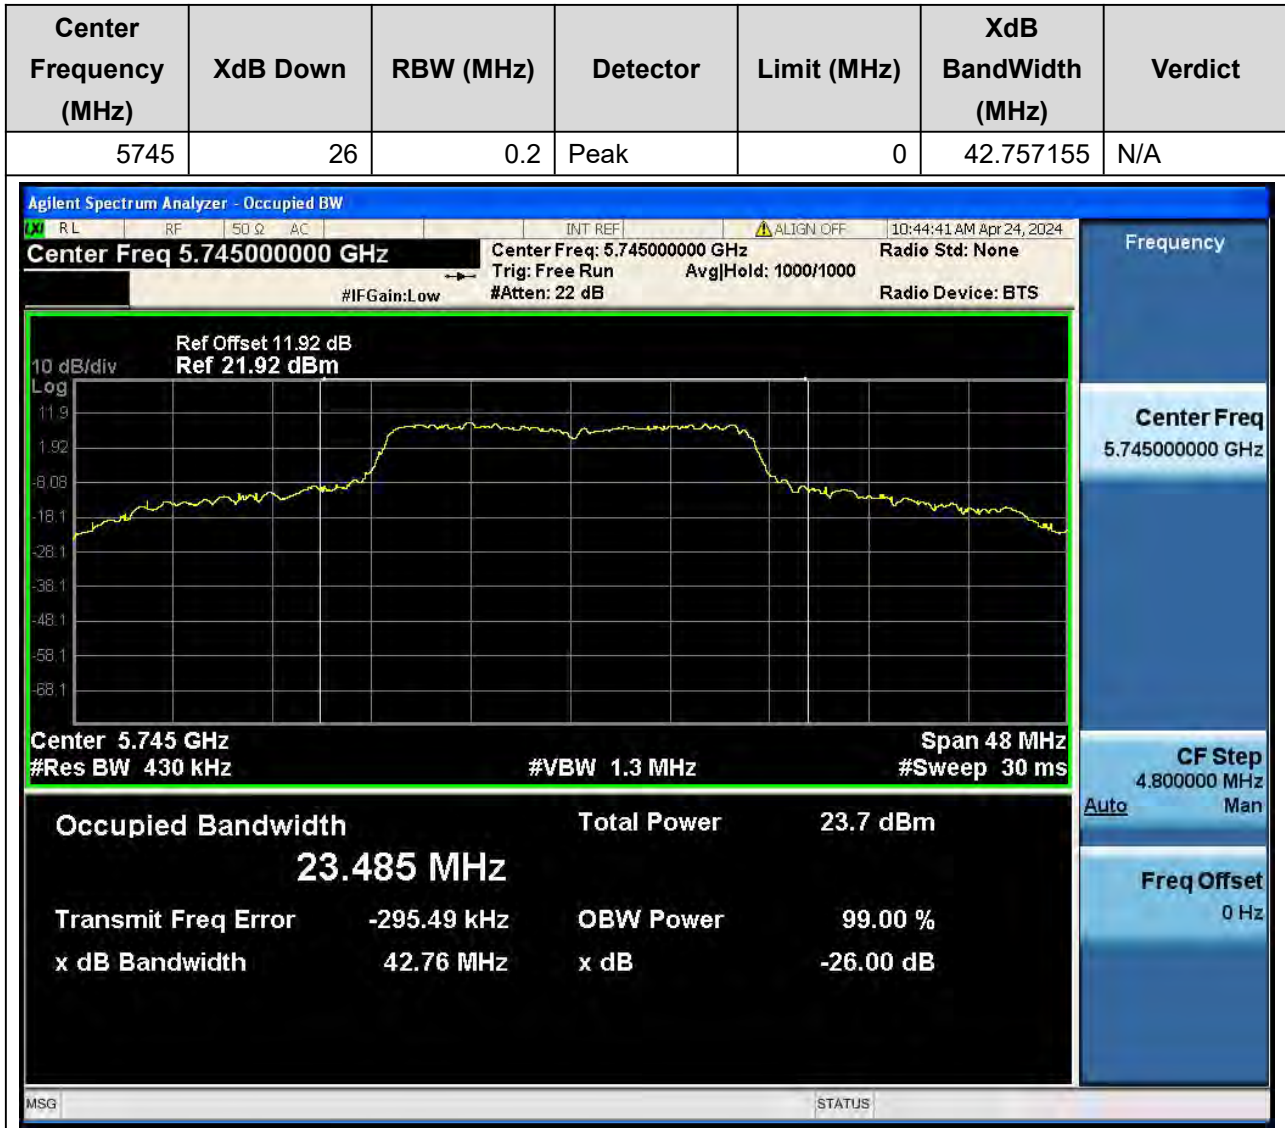 Center Frequency (MHz) XdB Down RBW (MHz) Detector Limit (MHz) XdB BandWidth (MHz) Verdict
5745 26 0.2 Peak 0 42.757155 N/A
Agilent Spectrum Analyzer - Occupied BW
LXI RL RF 50 Ω AC INT REF ALIGN OFF 10:44:41 AM Apr 24, 2024
Center Freq 5.745000000 GHz
Center Freq: 5.745000000 GHz Radio Std: None
Trig: Free Run Avg|Hold: 1000/1000
#IFGain:Low #Atten: 22 dB Radio Device: BTS
Ref Offset 11.92 dB
10 dB/div Ref 21.92 dBm
Log
11.9
1.92
-8.08
-18.1
-28.1
-38.1
-48.1
-58.1
-68.1
Center 5.745 GHz Span 48 MHz
#Res BW 430 kHz #VBW 1.3 MHz #Sweep 30 ms
Occupied Bandwidth Total Power 23.7 dBm
23.485 MHz
Transmit Freq Error -295.49 kHz OBW Power 99.00 %
x dB Bandwidth 42.76 MHz x dB -26.00 dB
MSG STATUS
Frequency
Center Freq
5.745000000 GHz
CF Step
4.800000 MHz
Auto Man
Freq Offset
0 Hz